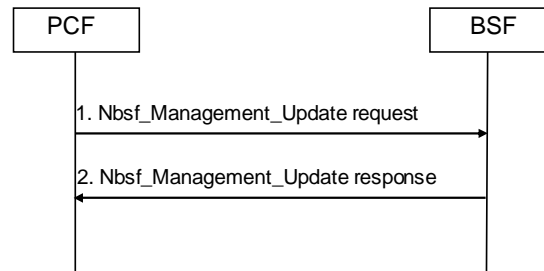 PCF
BSF
1. Nbsf_Management_Update request
2. Nbsf_Management_Update response